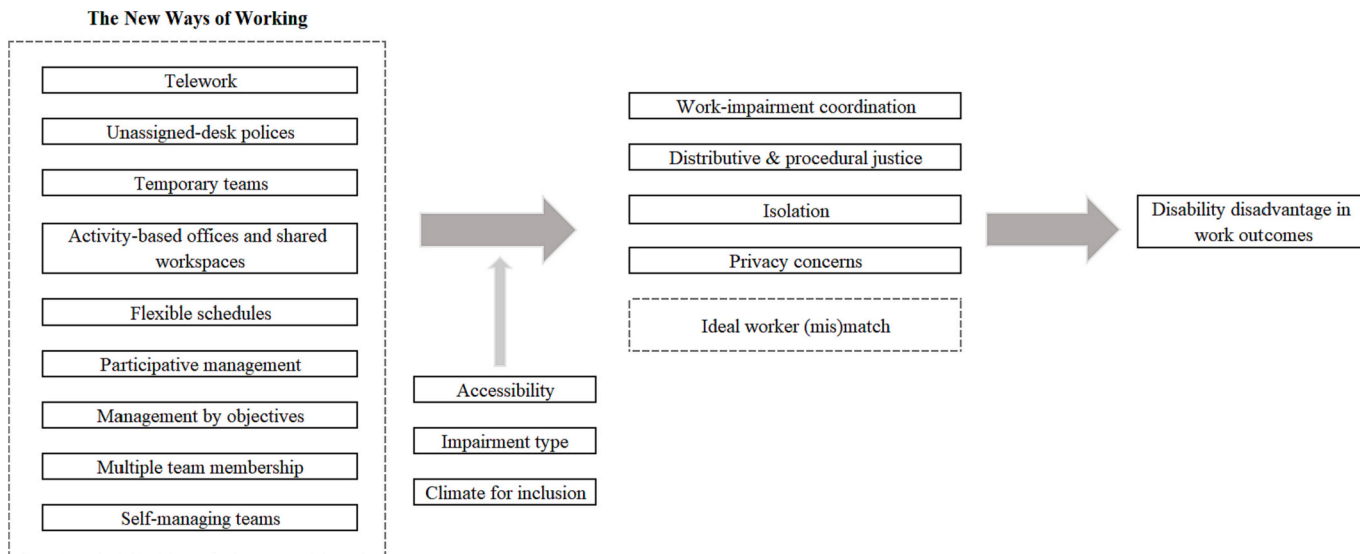 The New Ways of Working
Telework
Unassigned-desk polices
Temporary teams
Activity-based offices and shared
workspaces
Flexible schedules
Participative management
Management by objectives
Multiple team membership
Self-managing teams
Accessibility
Impairment type
Climate for inclusion
Work-impairment coordination
Distributive & procedural justice
Isolation
Privacy concerns
Ideal worker (mis)match
Disability disadvantage in
work outcomes